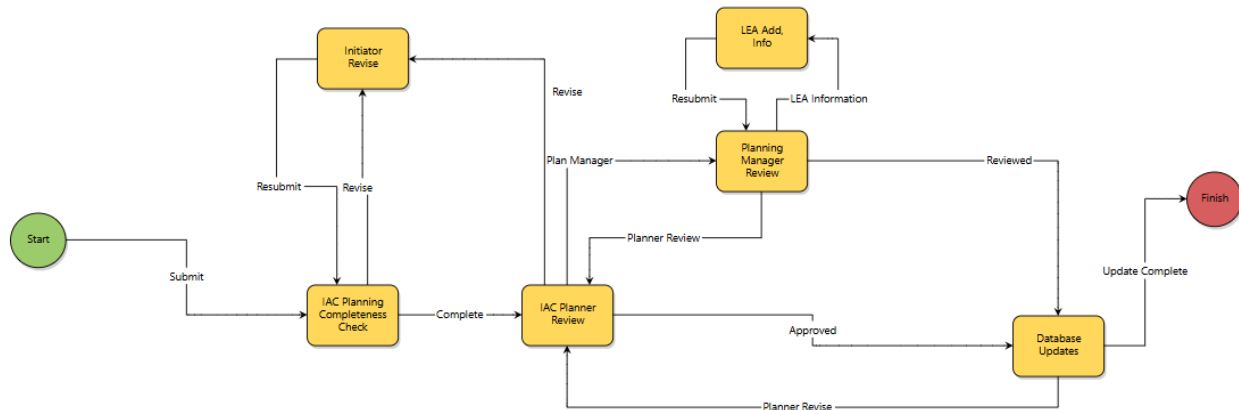 LEA Add,
Info
Initiator
Revise
Revise
Resubmit
LEA Information
Planning
Manager
Review
Plan Manager
Reviewed
Resubmit
Revise
Finish
Start
Planner Review
Submit
Update Complete
IAC Planning
Completeness
Check
Complete
IAC Planner
Review
Approved
Database
Updates
Planner Revise